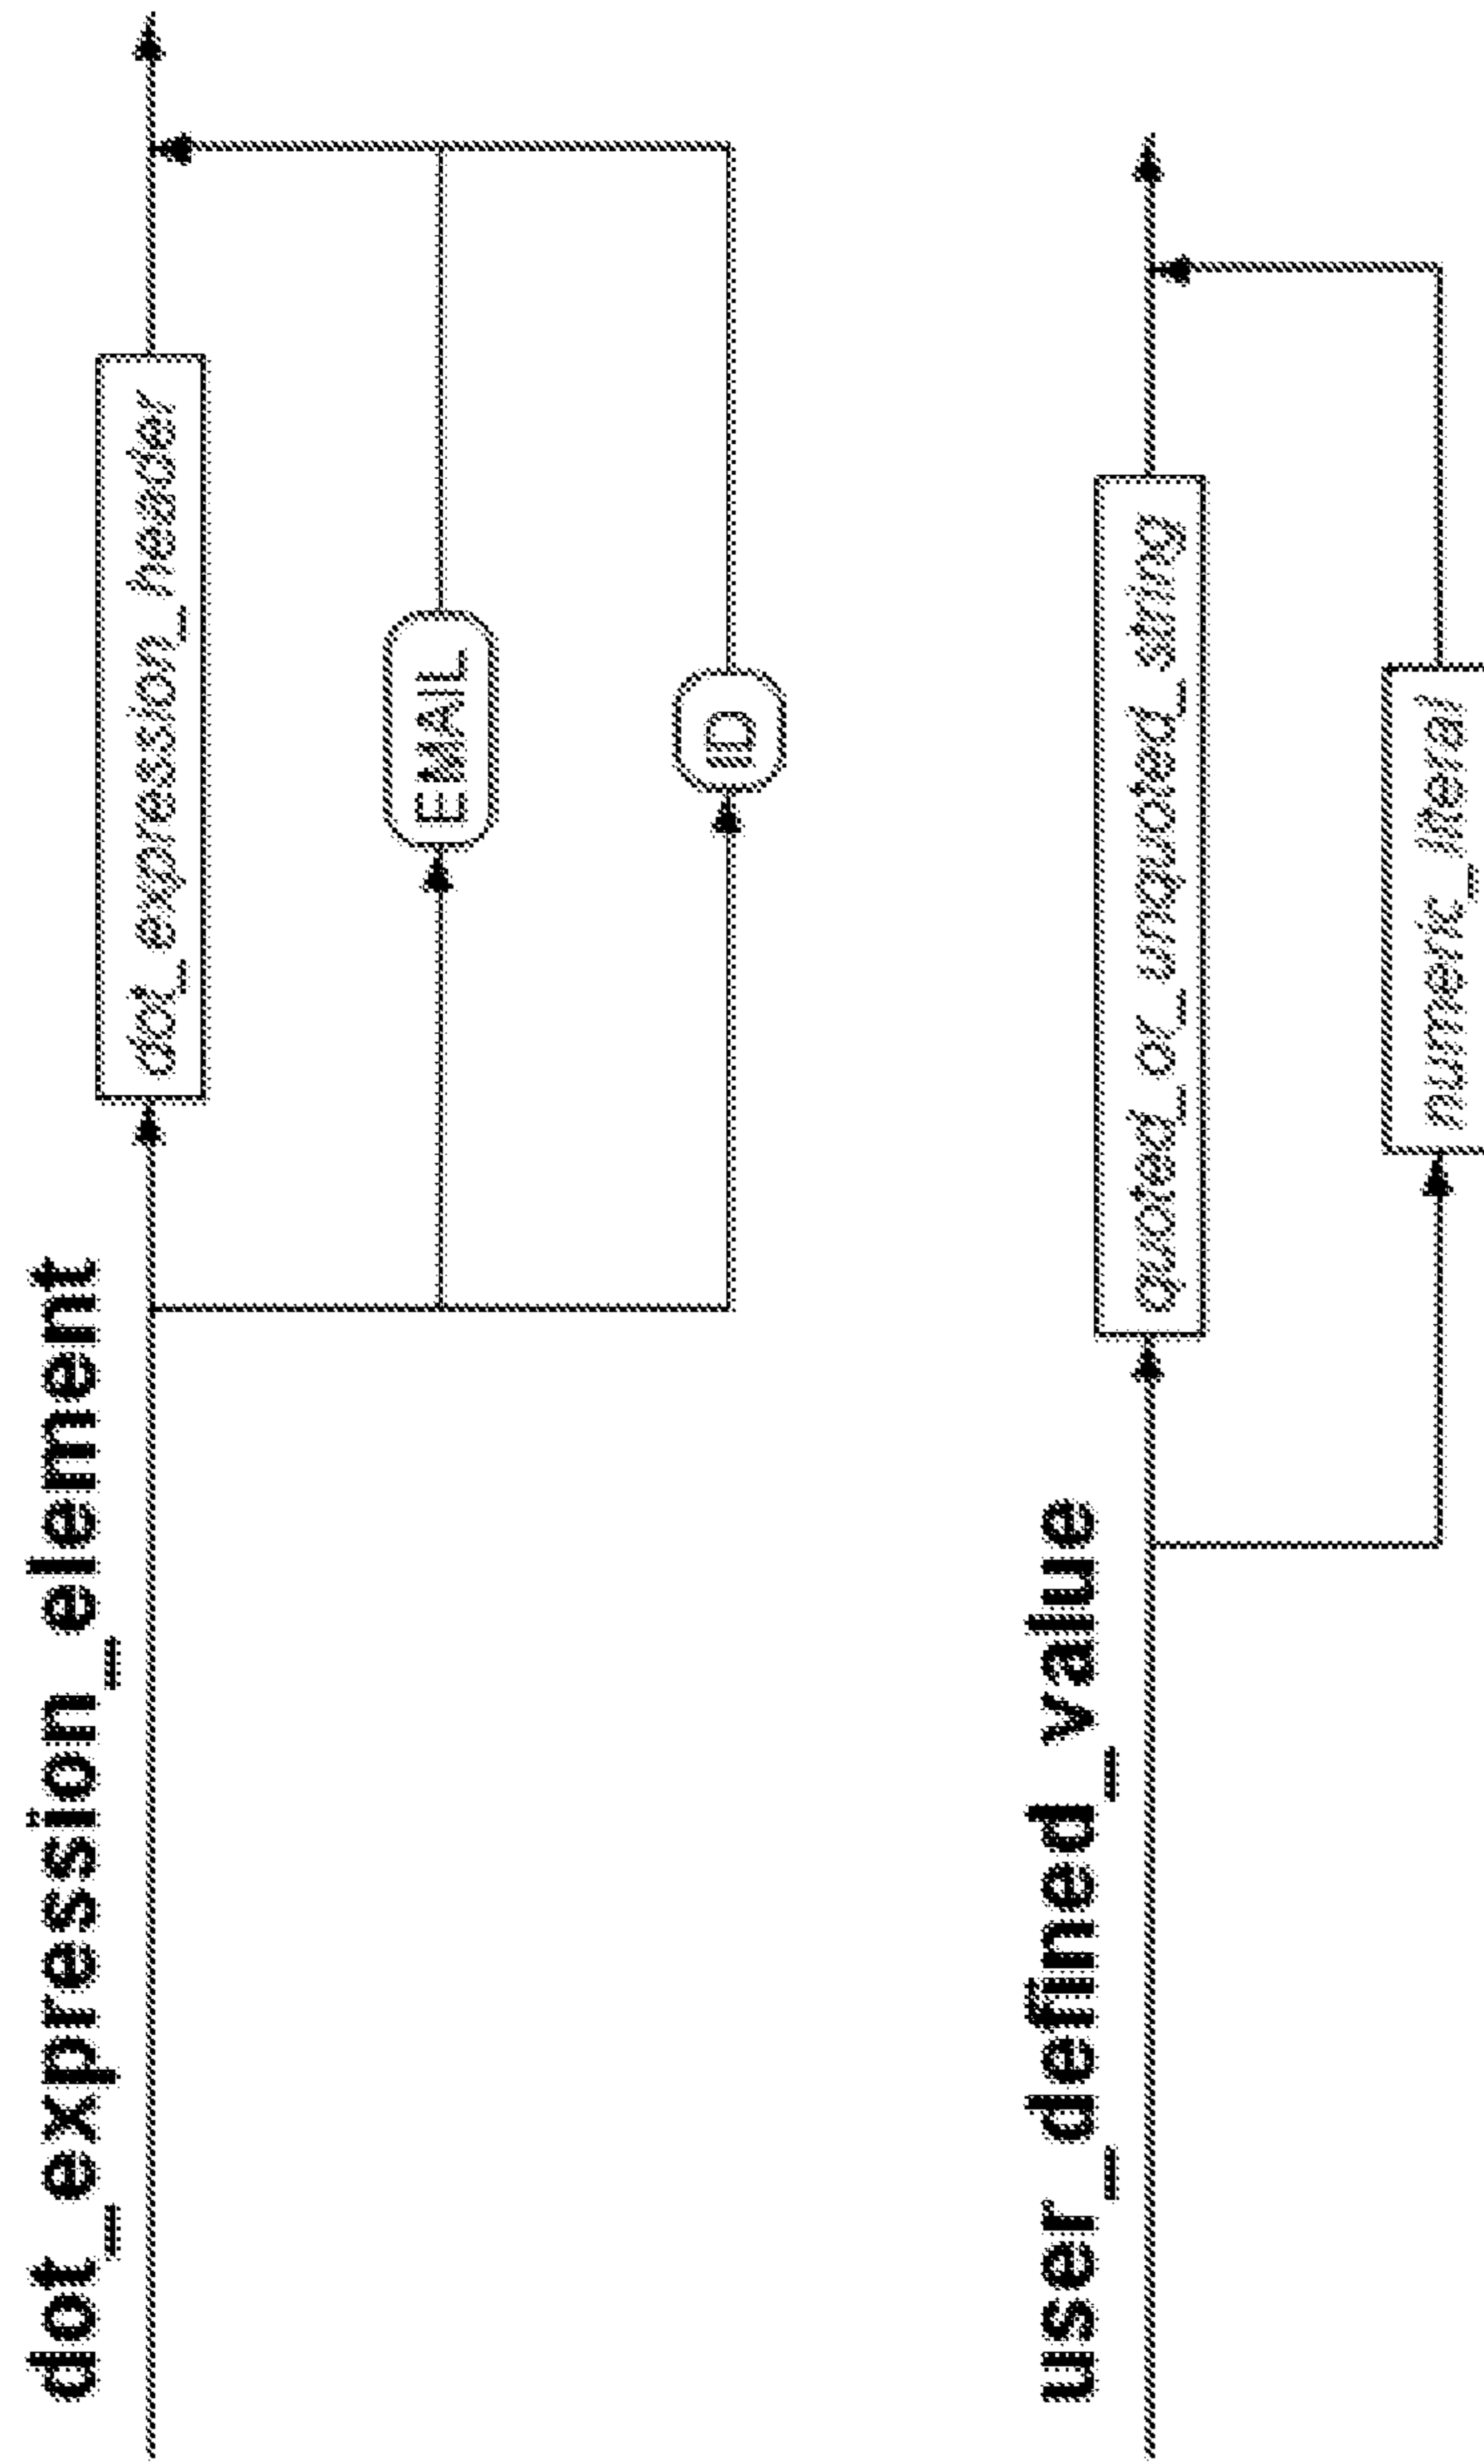 dot_expression_element
dot_expression_header
EMAIL
ID
user_defined_value
quoted_or_unquoted_string
numeric_literal